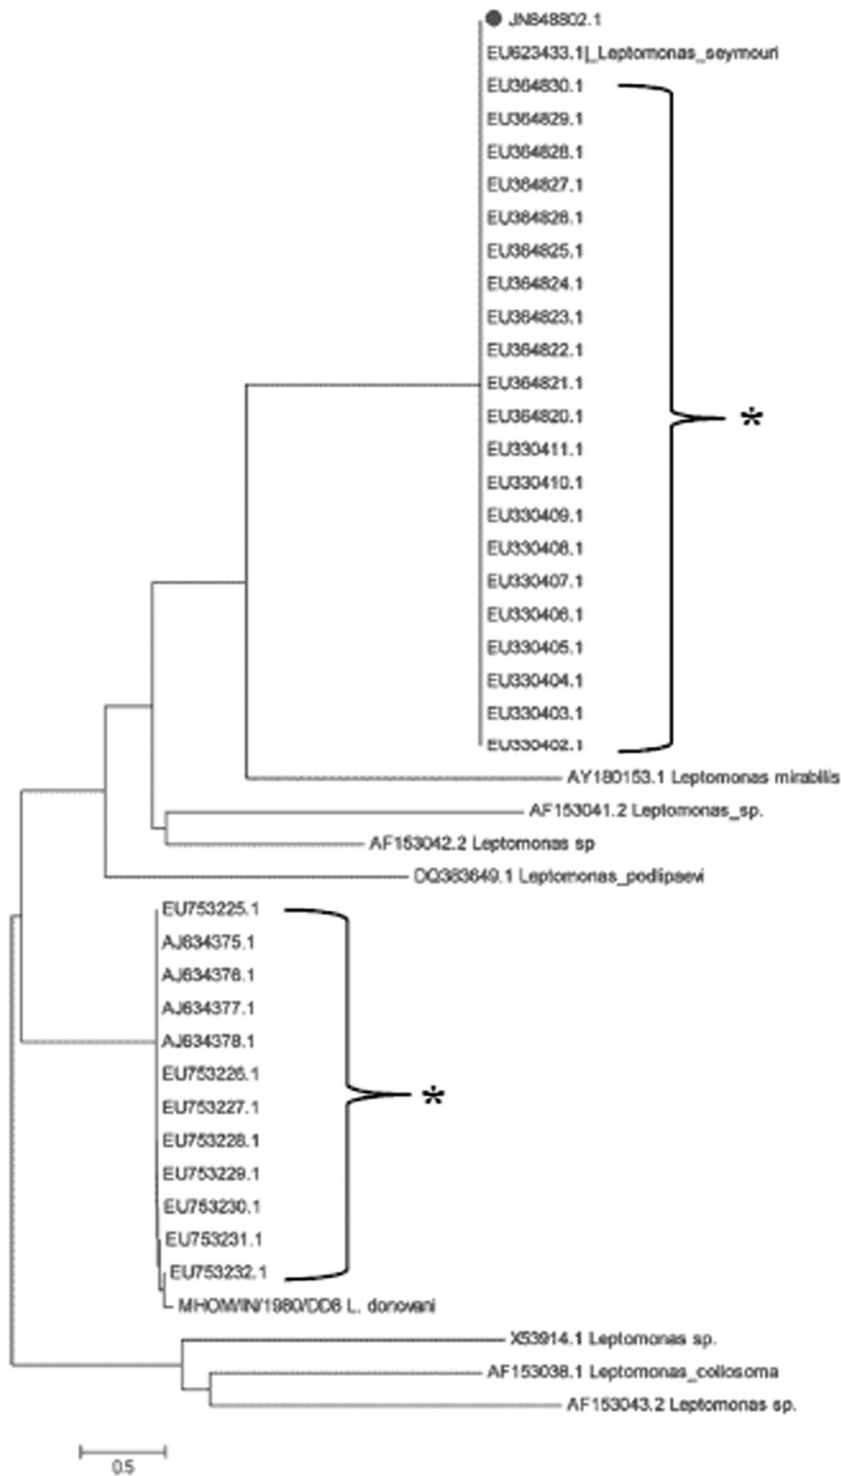 JN848802.1
EU623433.1|_Leptomonas_seymouri
EU364830.1
EU364829.1
EU364828.1
EU364827.1
EU364826.1
EU364825.1
EU364824.1
EU364823.1
EU364822.1
EU364821.1
EU364820.1
EU330411.1
*
EU330410.1
EU330409.1
EU330408.1
EU330407.1
EU330406.1
EU330405.1
EU330404.1
EU330403.1
EU330402.1
AY180153.1 Leptomonas mirabilis
AF153041.2 Leptomonas_sp.
AF153042.2 Leptomonas sp
DQ383649.1 Leptomonas_podlipaevi
EU753225.1
AJ634375.1
AJ634376.1
AJ634377.1
AJ634378.1
EU753226.1
*
EU753227.1
EU753228.1
EU753229.1
EU753230.1
EU753231.1
EU753232.1
MHOM/IN/1980/DD8 L. donovani
X53914.1 Leptomonas sp.
AF153038.1 Leptomonas_collosoma
AF153043.2 Leptomonas sp.
0.5